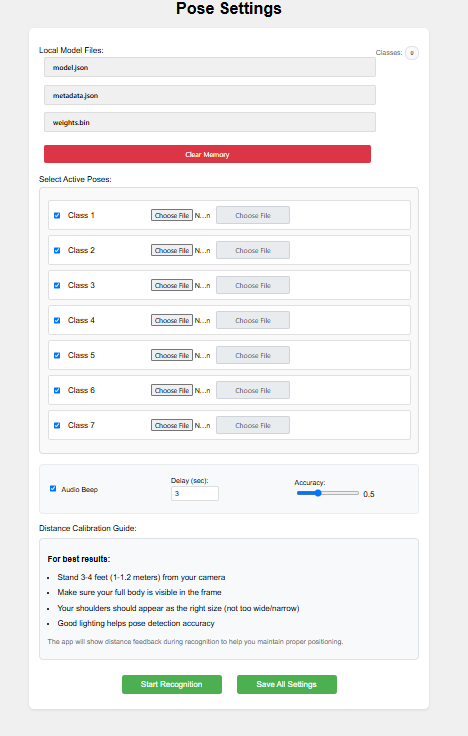 Pose Settings
Local Model Files:
Classes: 8
model.json
metadata.json
weights.bin
Clear Memory
Select Active Poses:
Class 1 Choose File N...n Choose File
Class 2 Choose File N...n Choose File
Class 3 Choose File N...n Choose File
Class 4 Choose File N...n Choose File
Class 5 Choose File N...n Choose File
Class 6 Choose File N...n Choose File
Class 7 Choose File N...n Choose File
Audio Beep
Delay (sec):
3
Accuracy:
0.5
Distance Calibration Guide:
For best results:
• Stand 3-4 feet (1-1.2 meters) from your camera
• Make sure your full body is visible in the frame
• Your shoulders should appear as the right size (not too wide/narrow)
• Good lighting helps pose detection accuracy
The app will show distance feedback during recognition to help you maintain proper positioning.
Start Recognition Save All Settings